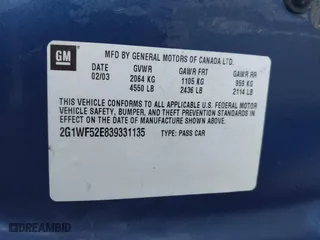 GM
MFD BY GENERAL MOTORS OF CANADA LTD.
DATE GVWR GAWR FRT GAWR RR
02/03 2064 KG 1105 KG 959 KG
4550 LB 2436 LB 2114 LB
THIS VEHICLE CONFORMS TO ALL APPLICABLE U.S. FEDERAL MOTOR
VEHICLE SAFETY, BUMPER, AND THEFT PREVENTION STANDARDS IN
EFFECT ON THE DATE OF MANUFACTURE SHOWN ABOVE.
2G1WF52E839331135 TYPE: PASS CAR
© DREAMBID